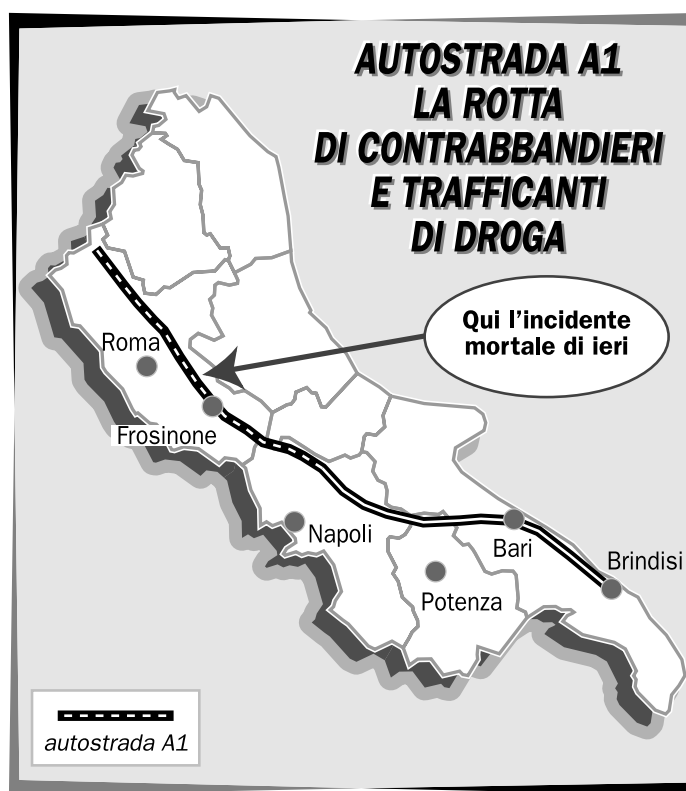 AUTOSTRADA A1
LA ROTTA
DI CONTRABBANDIERI
E TRAFFICANTI
DI DROGA
Qui l'incidente
mortale di ieri
Roma
Frosinone
Napoli
Bari
Brindisi
Potenza
autostrada A1